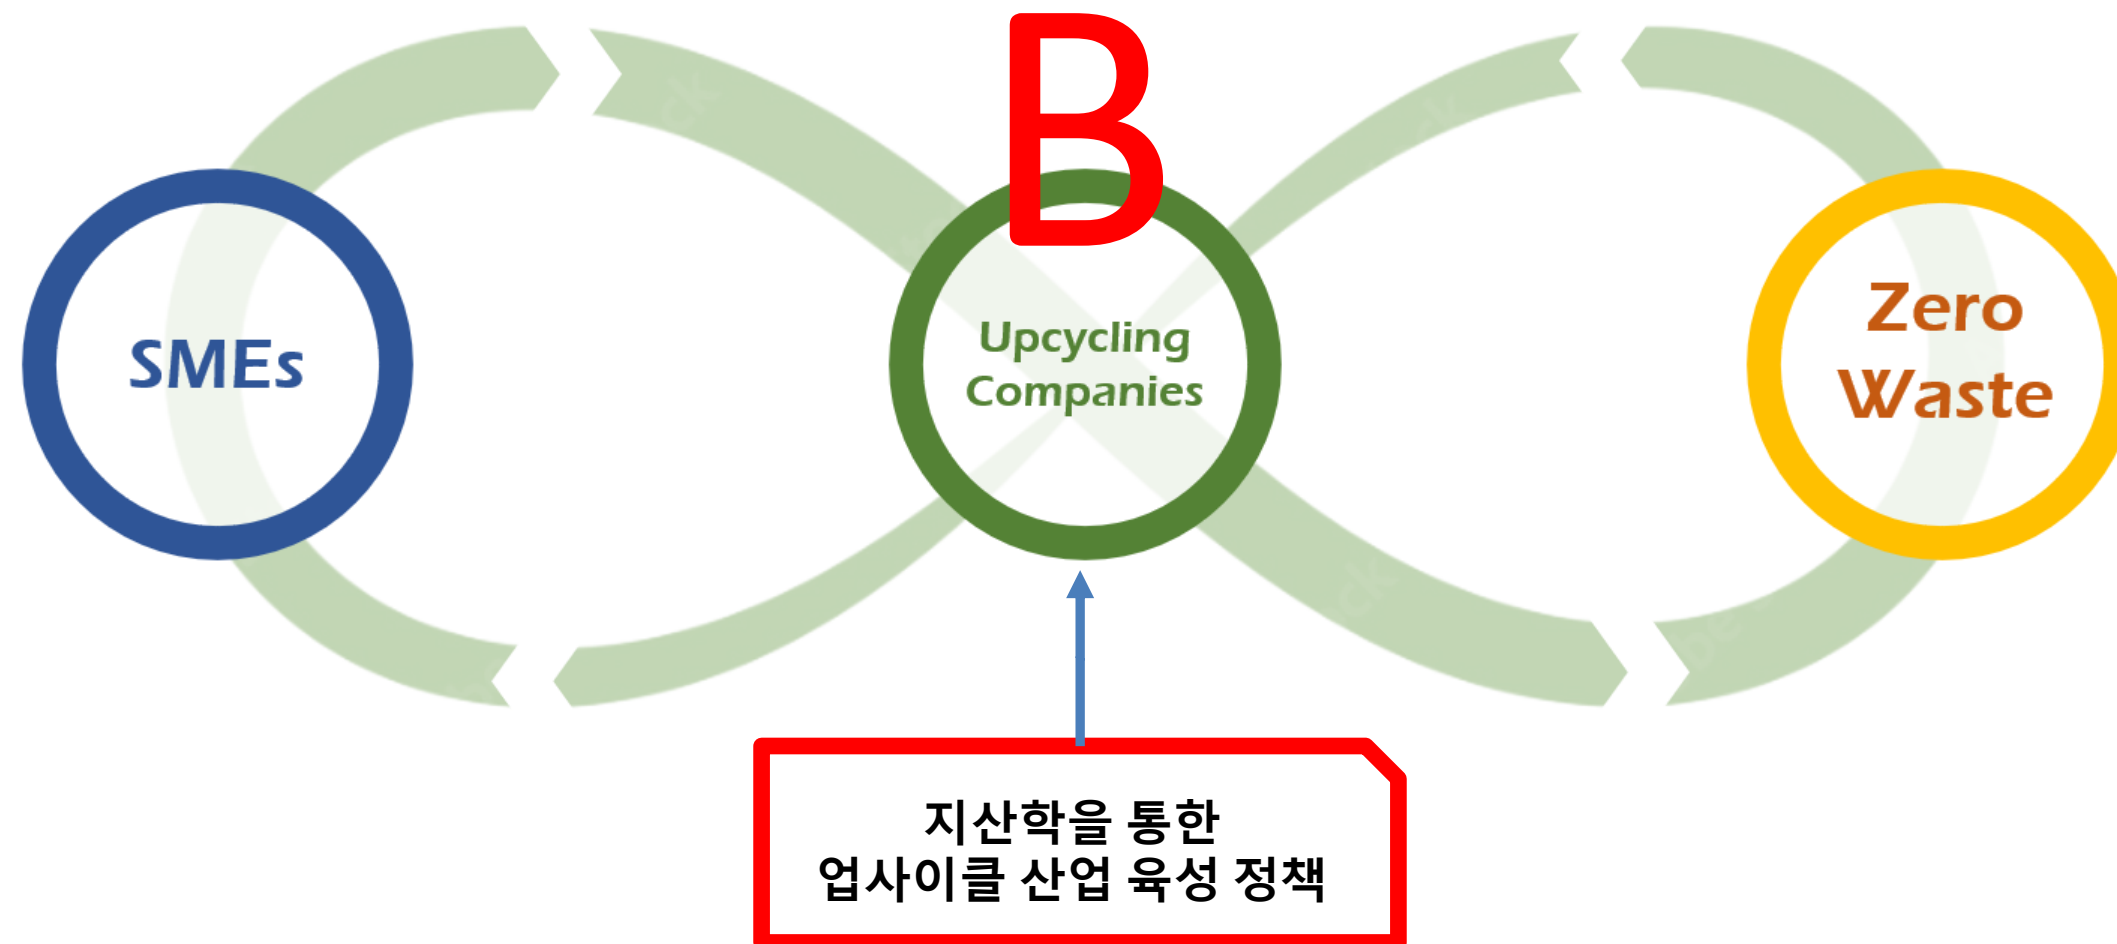 B
SMEs
Upcycling
Companies
Zero
Waste
지산학을 통한
업사이클 산업 육성 정책